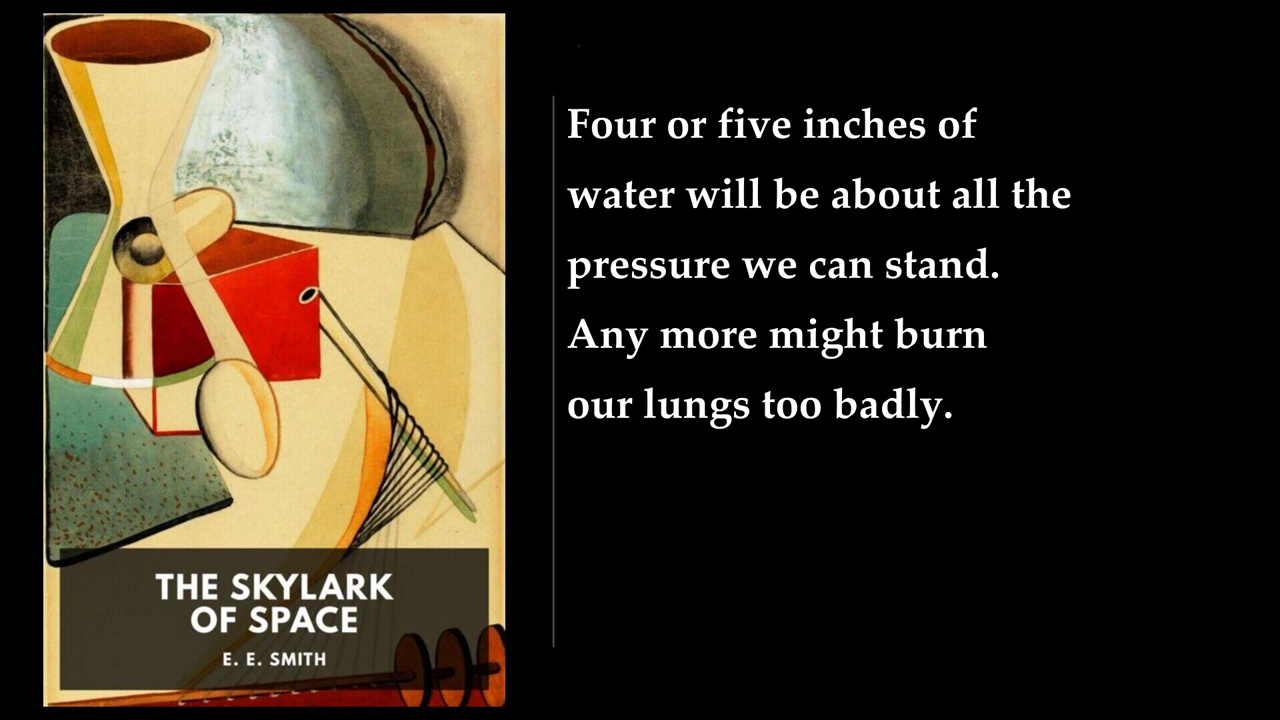 THE SKYLARK
OF SPACE
E. E. SMITH
Four or five inches of
water will be about all the
pressure we can stand.
Any more might burn
our lungs too badly.